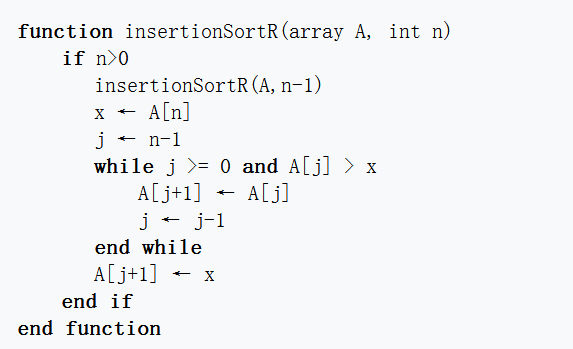 function insertionSortR(array A, int n)
if n>0
insertionSortR(A,n-1)
x ← A[n]
j ← n-1
while j >= 0 and A[j] > x
A[j+1] ← A[j]
j ← j-1
end while
A[j+1] ← x
end if
end function